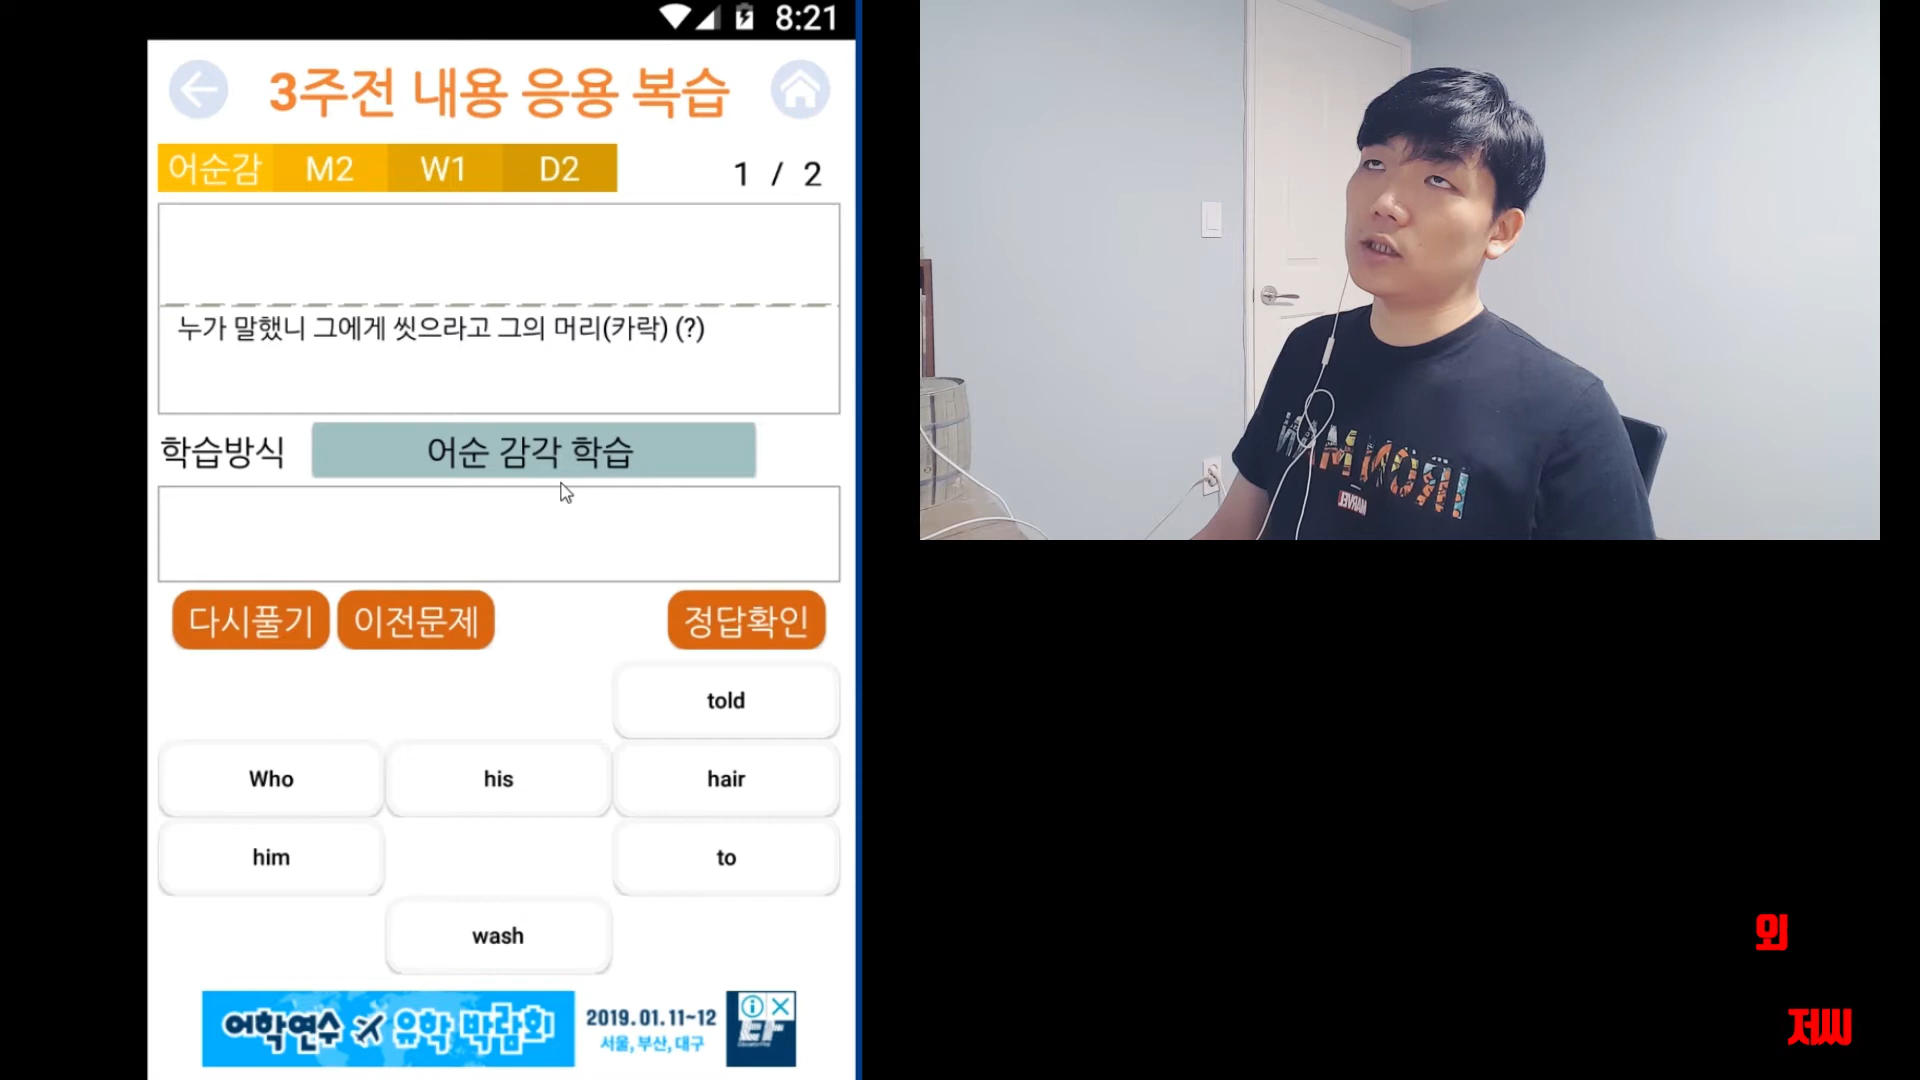 8:21
3주전 내용 응용 복습
어순감 M2 W1 D2 1 / 2
누가 말했니 그에게 씻으라고 그의 머리(카락) (?)
학습방식 어순 감각 학습
다시풀기 이전문제 정답확인
told
Who his hair
him to
wash
어학연수 유학 박람회
2019.01.11~12
서울, 부산, 대구
EF
MARVEL
외
저씨